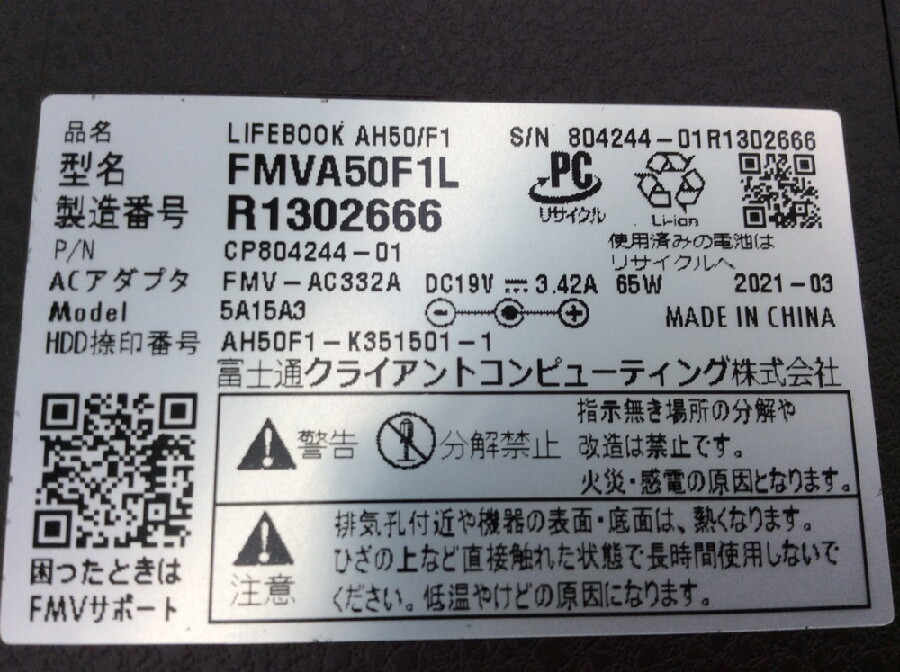 品名 LIFEBOOK AH50/F1 S/N 804244-01R1302666
型名 FMVA50F1L
製造番号 R1302666
PC
リサイクル
Li-ion
使用済みの電池は
リサイクルへ
P/N CP804244-01
ACアダプタ FMV-AC332A DC19V 3.42A 65W 2021-03
Model 5A15A3 MADE IN CHINA
HDD捺印番号 AH50F1-K351501-1
富士通クライアントコンピューティング株式会社
警告 分解禁止
指示無き場所の分解や
改造は禁止です。
火災・感電の原因となります。
注意
排気孔付近や機器の表面・底面は、熱くなります。
ひざの上など直接触れた状態で長時間使用しないで
ください。低温やけどの原因になります。
困ったときは
FMVサポート